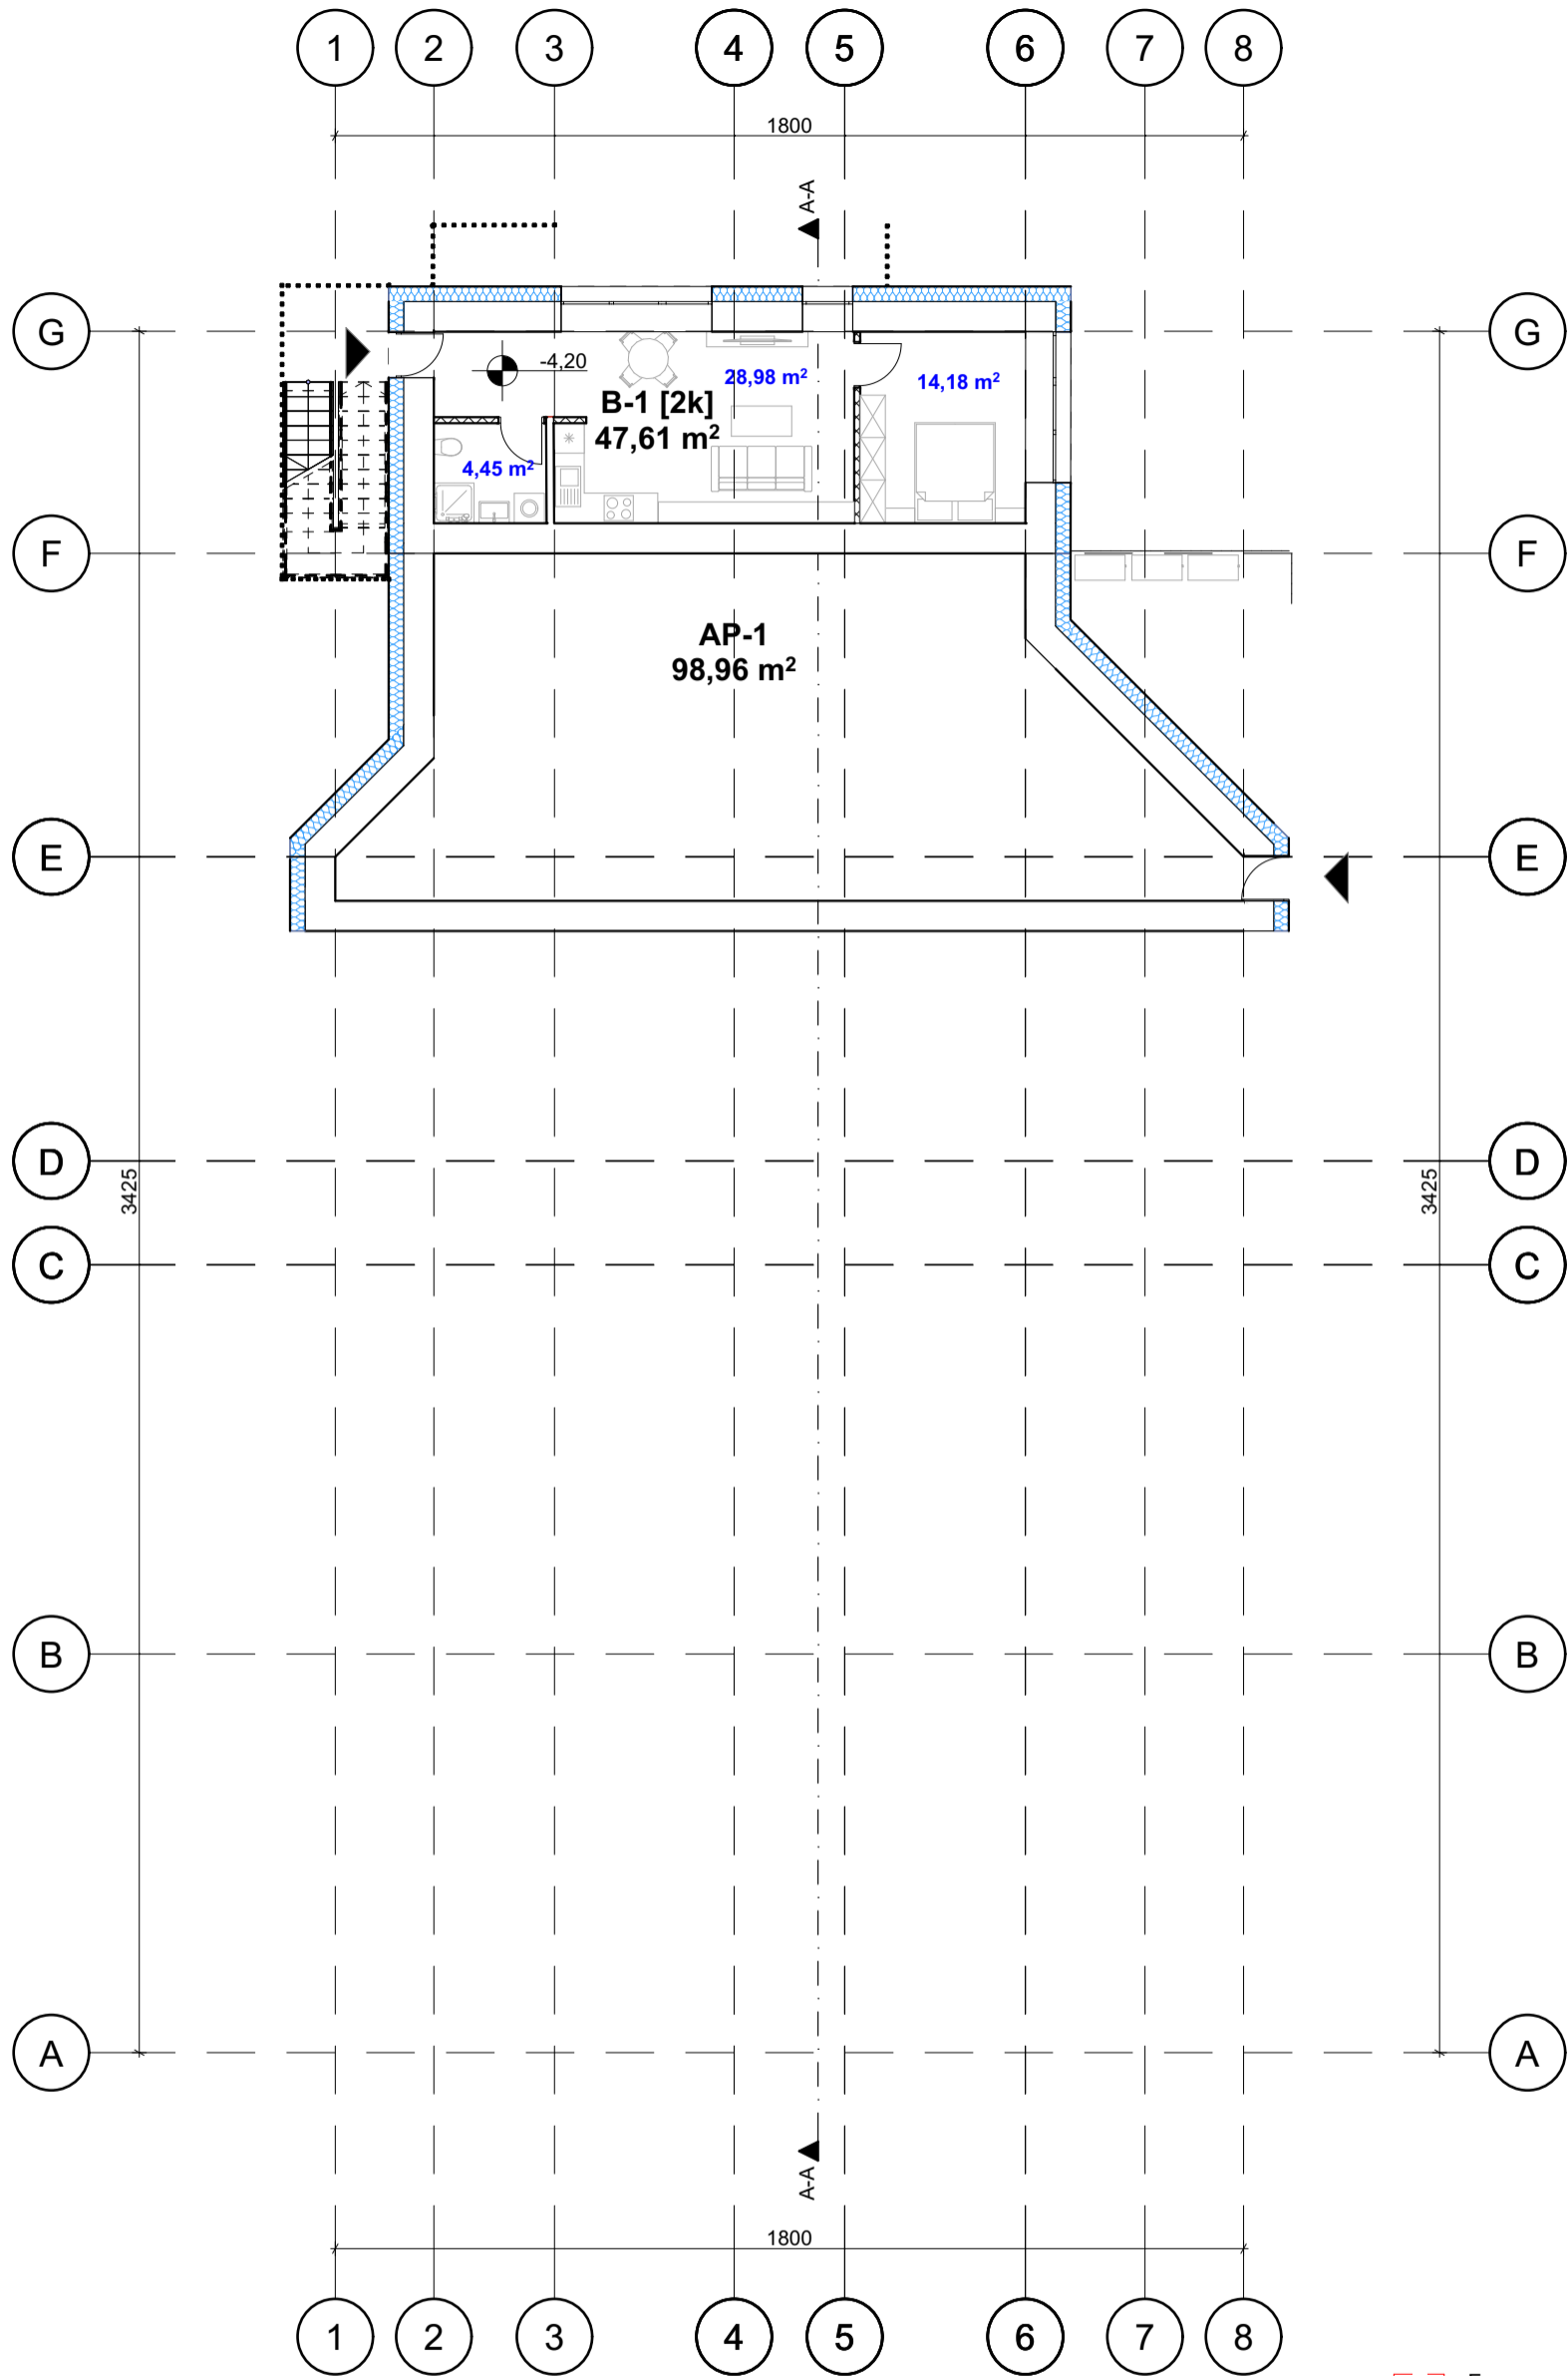 1 2 3 4 5 6 7 8
1800
A-A
G G
-4,20
28,98 m²
14,18 m²
B-1 [2k]
47,61 m²
4,45 m²
F F
AP-1
98,96 m²
E E
D D
3425 3425
C C
B B
A A
A-A
1800
1 2 3 4 5 6 7 8